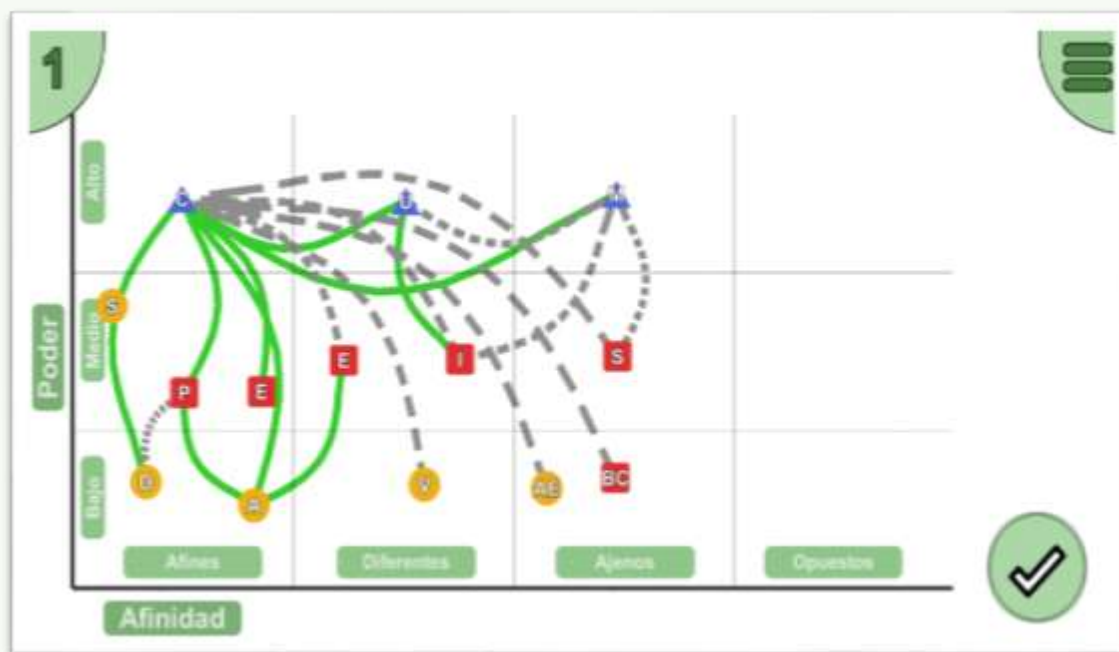 1
Alto
Medio
Bajo
Poder
C
U
S
P
E
E
I
S
A
V
AE
BC
Afines
Diferentes
Ajenos
Opuestos
Afinidad